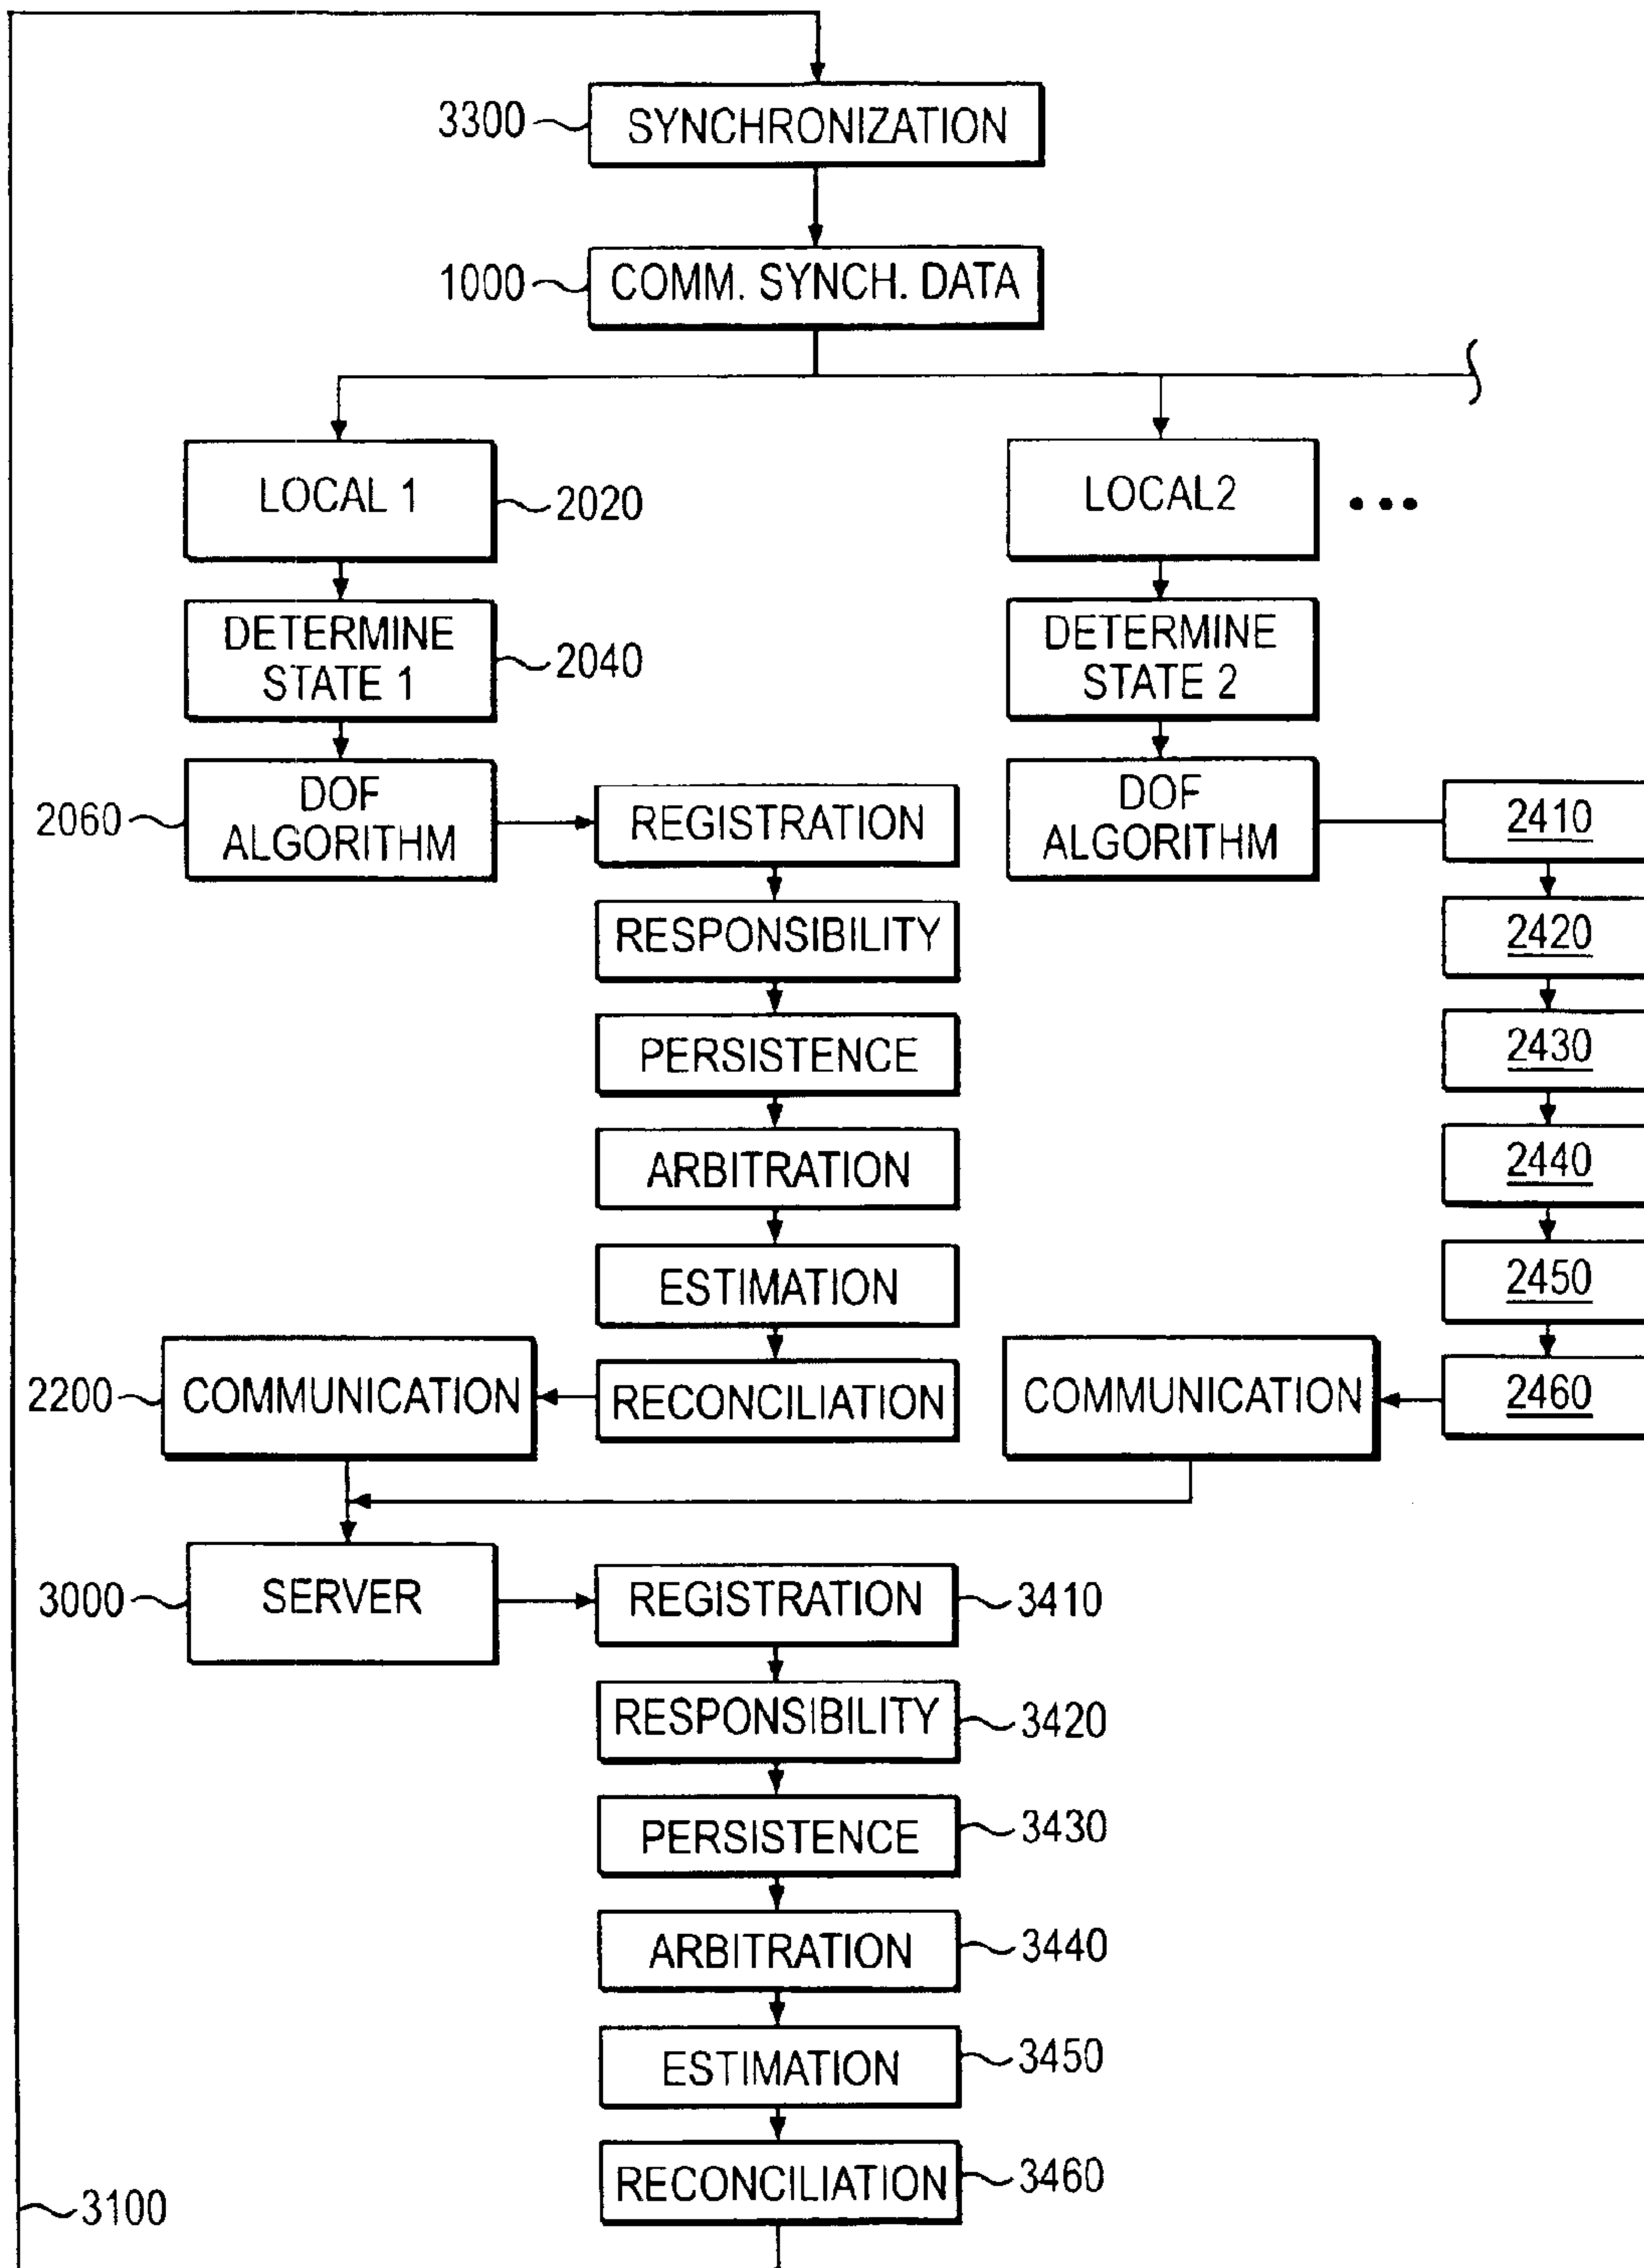 SYNCHRONIZATION
3300
COMM. SYNCH. DATA
1000
LOCAL 1
2020
LOCAL2
•••
DETERMINE
STATE 1
2040
DETERMINE
STATE 2
2060
DOF
ALGORITHM
REGISTRATION
DOF
ALGORITHM
2410
RESPONSIBILITY
2420
PERSISTENCE
2430
ARBITRATION
2440
ESTIMATION
2450
2200
COMMUNICATION
RECONCILIATION
COMMUNICATION
2460
3000
SERVER
REGISTRATION
3410
RESPONSIBILITY
3420
PERSISTENCE
3430
ARBITRATION
3440
ESTIMATION
3450
RECONCILIATION
3460
3100